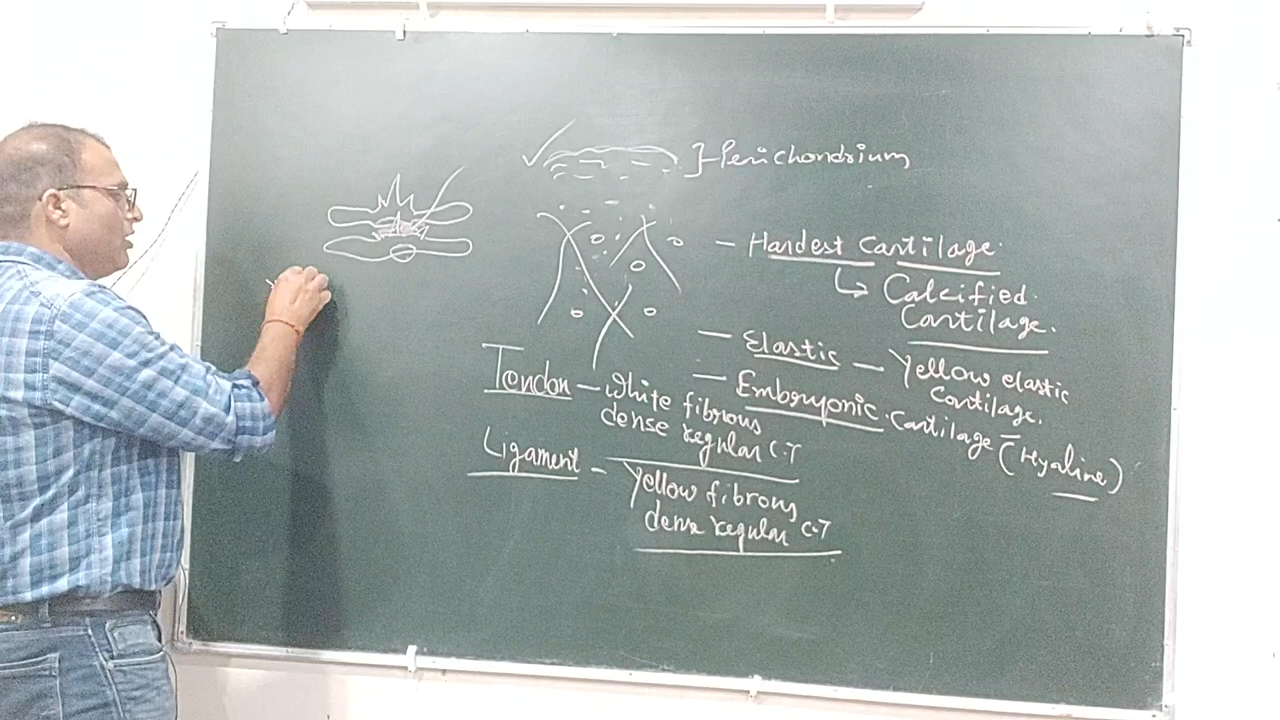 Perichondrium
- Hardest Cartilage
↳ Calcified
Cartilage.
- Elastic - Yellow elastic
Cartilage.
- Embryonic Cartilage - (Hyaline)
Tendon - White fibrous
dense regular C.T
Ligament - Yellow fibrous
dense regular C.T